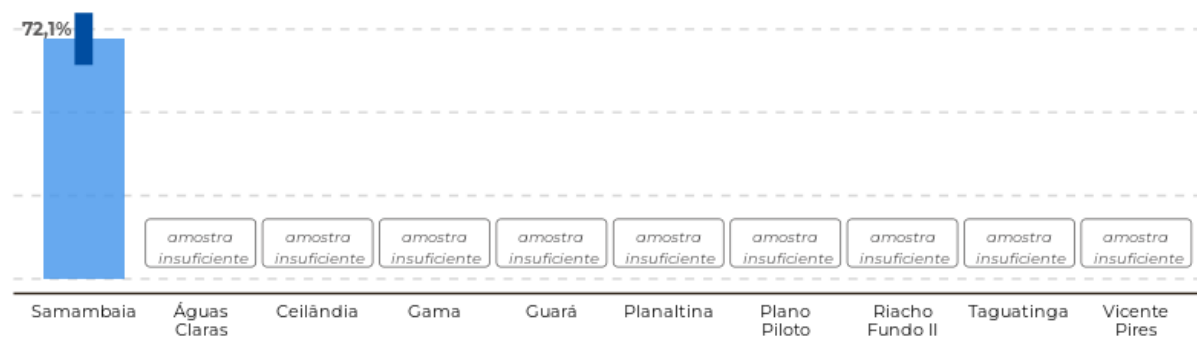 72,1%
amostra
insuficiente
amostra
insuficiente
amostra
insuficiente
amostra
insuficiente
amostra
insuficiente
amostra
insuficiente
amostra
insuficiente
amostra
insuficiente
amostra
insuficiente
Samambaia
Águas
Claras
Ceilândia
Gama
Guará
Planaltina
Plano
Piloto
Riacho
Fundo II
Taguatinga
Vicente
Pires